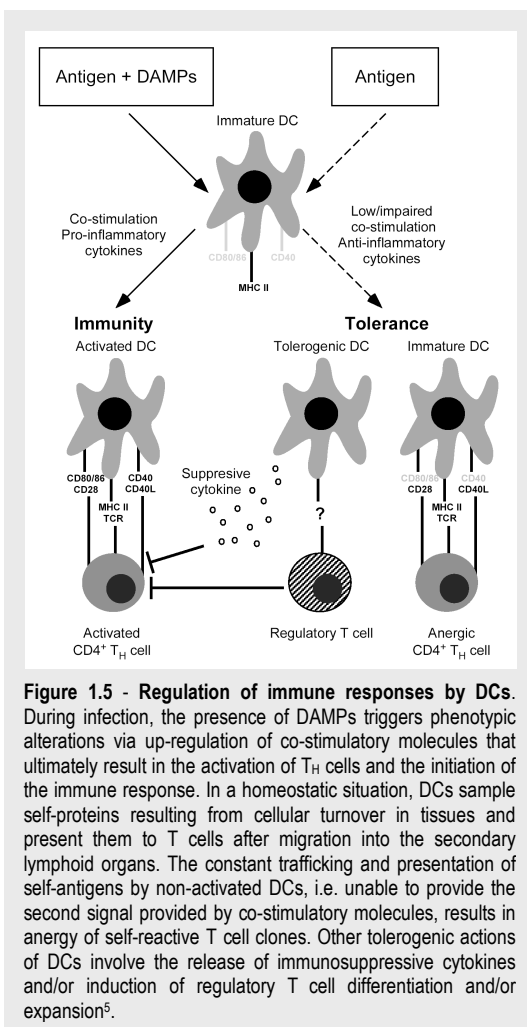 Antigen + DAMPs
Antigen
Immature DC
Co-stimulation
Pro-inflammatory
cytokines
Low/impaired
co-stimulation
Anti-inflammatory
cytokines
CD80/86
CD40
MHC II
Immunity
Tolerance
Activated DC
Tolerogenic DC
Immature DC
CD80/86
CD28
CD40
CD40L
MHC II
TCR
Suppresive
cytokine
?
CD80/86
CD28
CD40
CD40L
MHC II
TCR
Activated
CD4+ TH cell
Regulatory T cell
Anergic
CD4+ TH cell
Figure 1.5 - Regulation of immune responses by DCs.
During infection, the presence of DAMPs triggers phenotypic
alterations via up-regulation of co-stimulatory molecules that
ultimately result in the activation of TH cells and the initiation of
the immune response. In a homeostatic situation, DCs sample
self-proteins resulting from cellular turnover in tissues and
present them to T cells after migration into the secondary
lymphoid organs. The constant trafficking and presentation of
self-antigens by non-activated DCs, i.e. unable to provide the
second signal provided by co-stimulatory molecules, results in
anergy of self-reactive T cell clones. Other tolerogenic actions
of DCs involve the release of immunosuppressive cytokines
and/or induction of regulatory T cell differentiation and/or
expansion5.